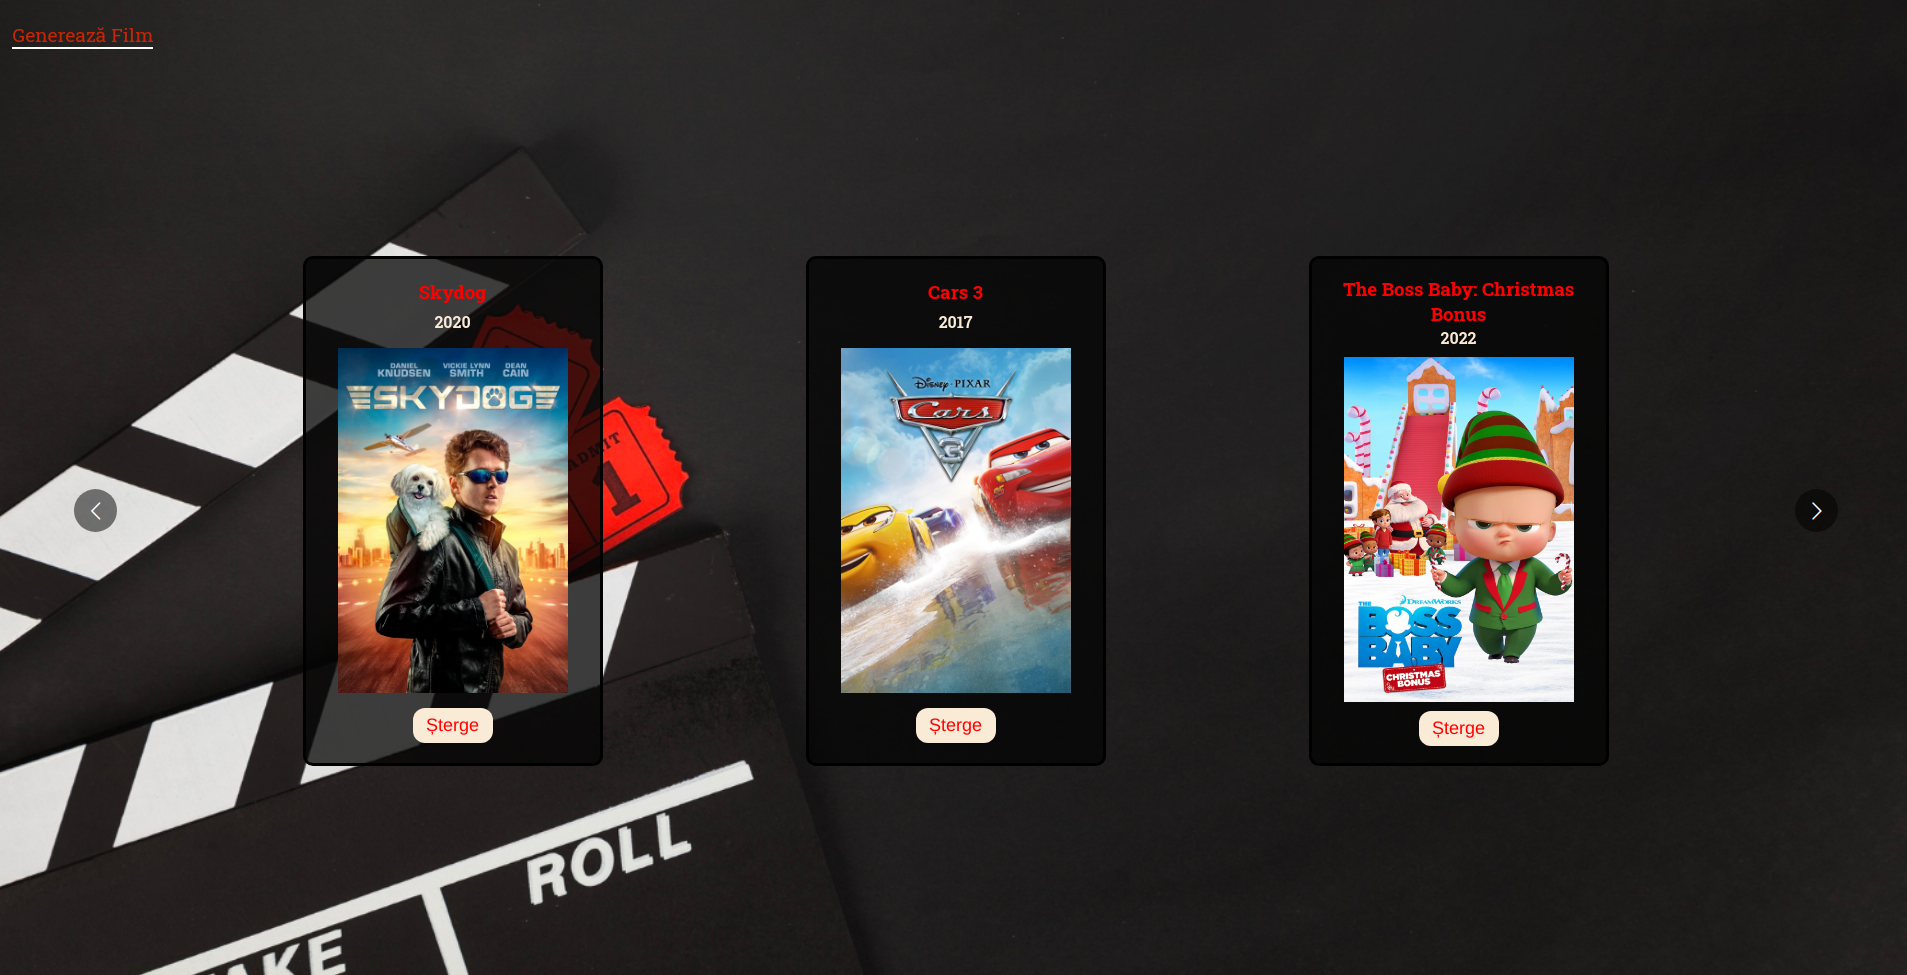 Generează Film
Skydog
2020
DANIEL KNUDSEN VICKIE LYNN SMITH DEAN CAIN
SKYDOG
Șterge
Cars 3
2017
Disney · PIXAR
Cars
3
Șterge
The Boss Baby: Christmas
Bonus
2022
THE
DREAMWORKS
BOSS
BABY
CHRISTMAS
BONUS
Șterge
ADMIT
1
ROLL
TAKE